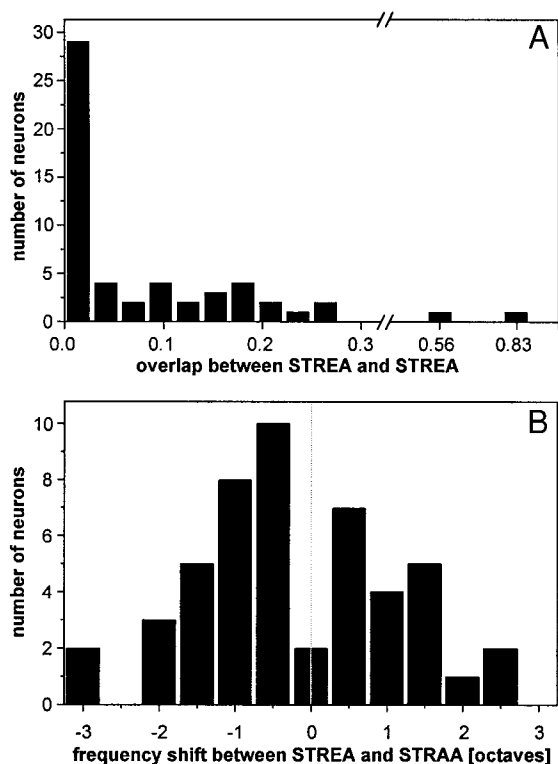 A
number of neurons
30
25
20
15
10
5
0
0.0 0.1 0.2 0.3 0.56 0.83
overlap between STREA and STREA
B
number of neurons
10
8
6
4
2
0
-3 -2 -1 0 1 2 3
frequency shift between STREA and STRAA [octaves]